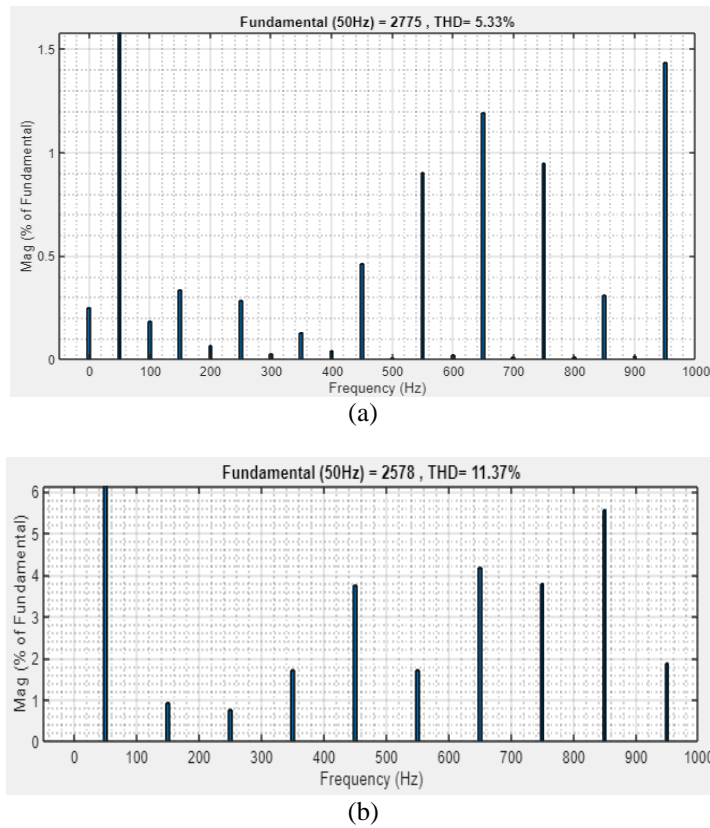 Fundamental (50Hz) = 2775 , THD= 5.33%
1.5
1
0.5
0
Mag (% of Fundamental)
0 100 200 300 400 500 600 700 800 900 1000
Frequency (Hz)
(a)
Fundamental (50Hz) = 2578 , THD= 11.37%
6
5
4
3
2
1
0
Mag (% of Fundamental)
0 100 200 300 400 500 600 700 800 900 1000
Frequency (Hz)
(b)